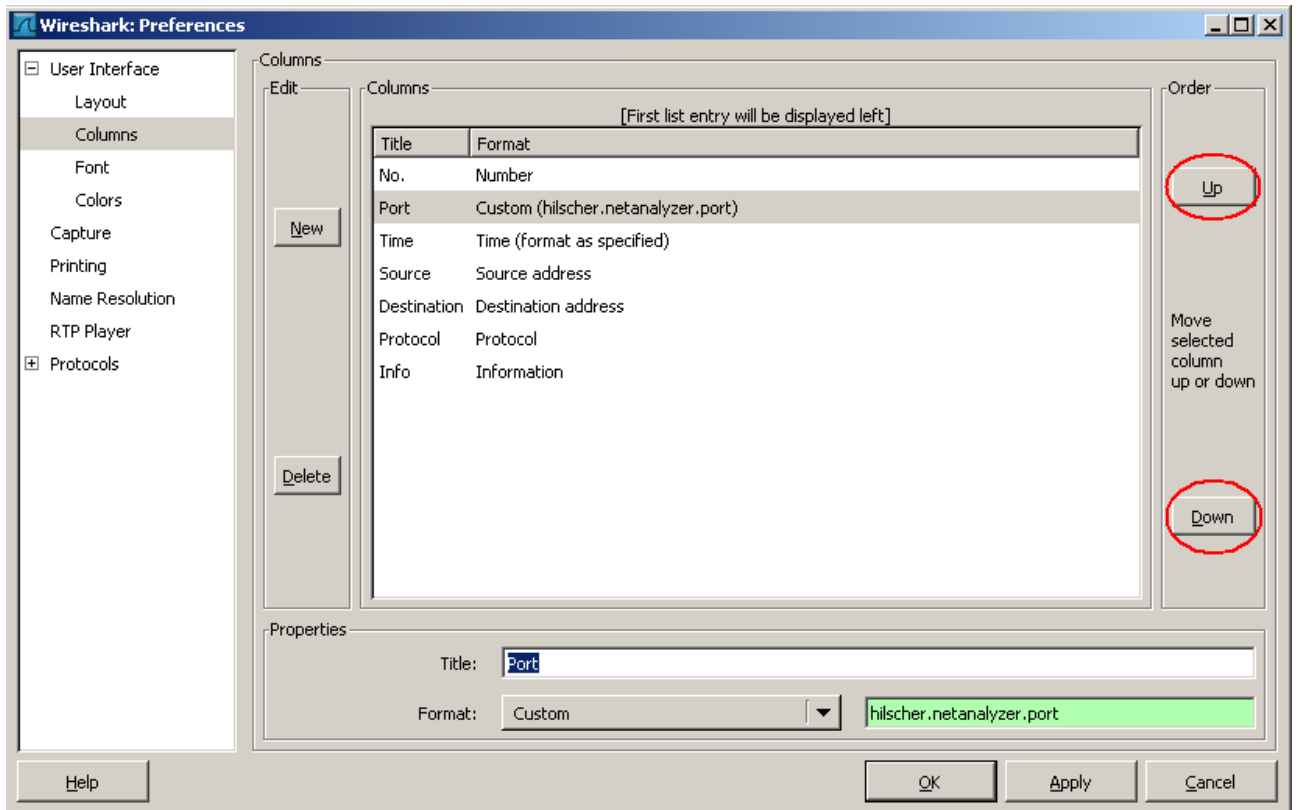 Wireshark: Preferences
User Interface
Layout
Columns
Font
Colors
Capture
Printing
Name Resolution
RTP Player
Protocols
Columns
Edit
New
Delete
Columns
[First list entry will be displayed left]
Title Format
No. Number
Port Custom (hilscher.netanalyzer.port)
Time Time (format as specified)
Source Source address
Destination Destination address
Protocol Protocol
Info Information
Order
Up
Move
selected
column
up or down
Down
Properties
Title: Port
Format: Custom hilscher.netanalyzer.port
Help OK Apply Cancel